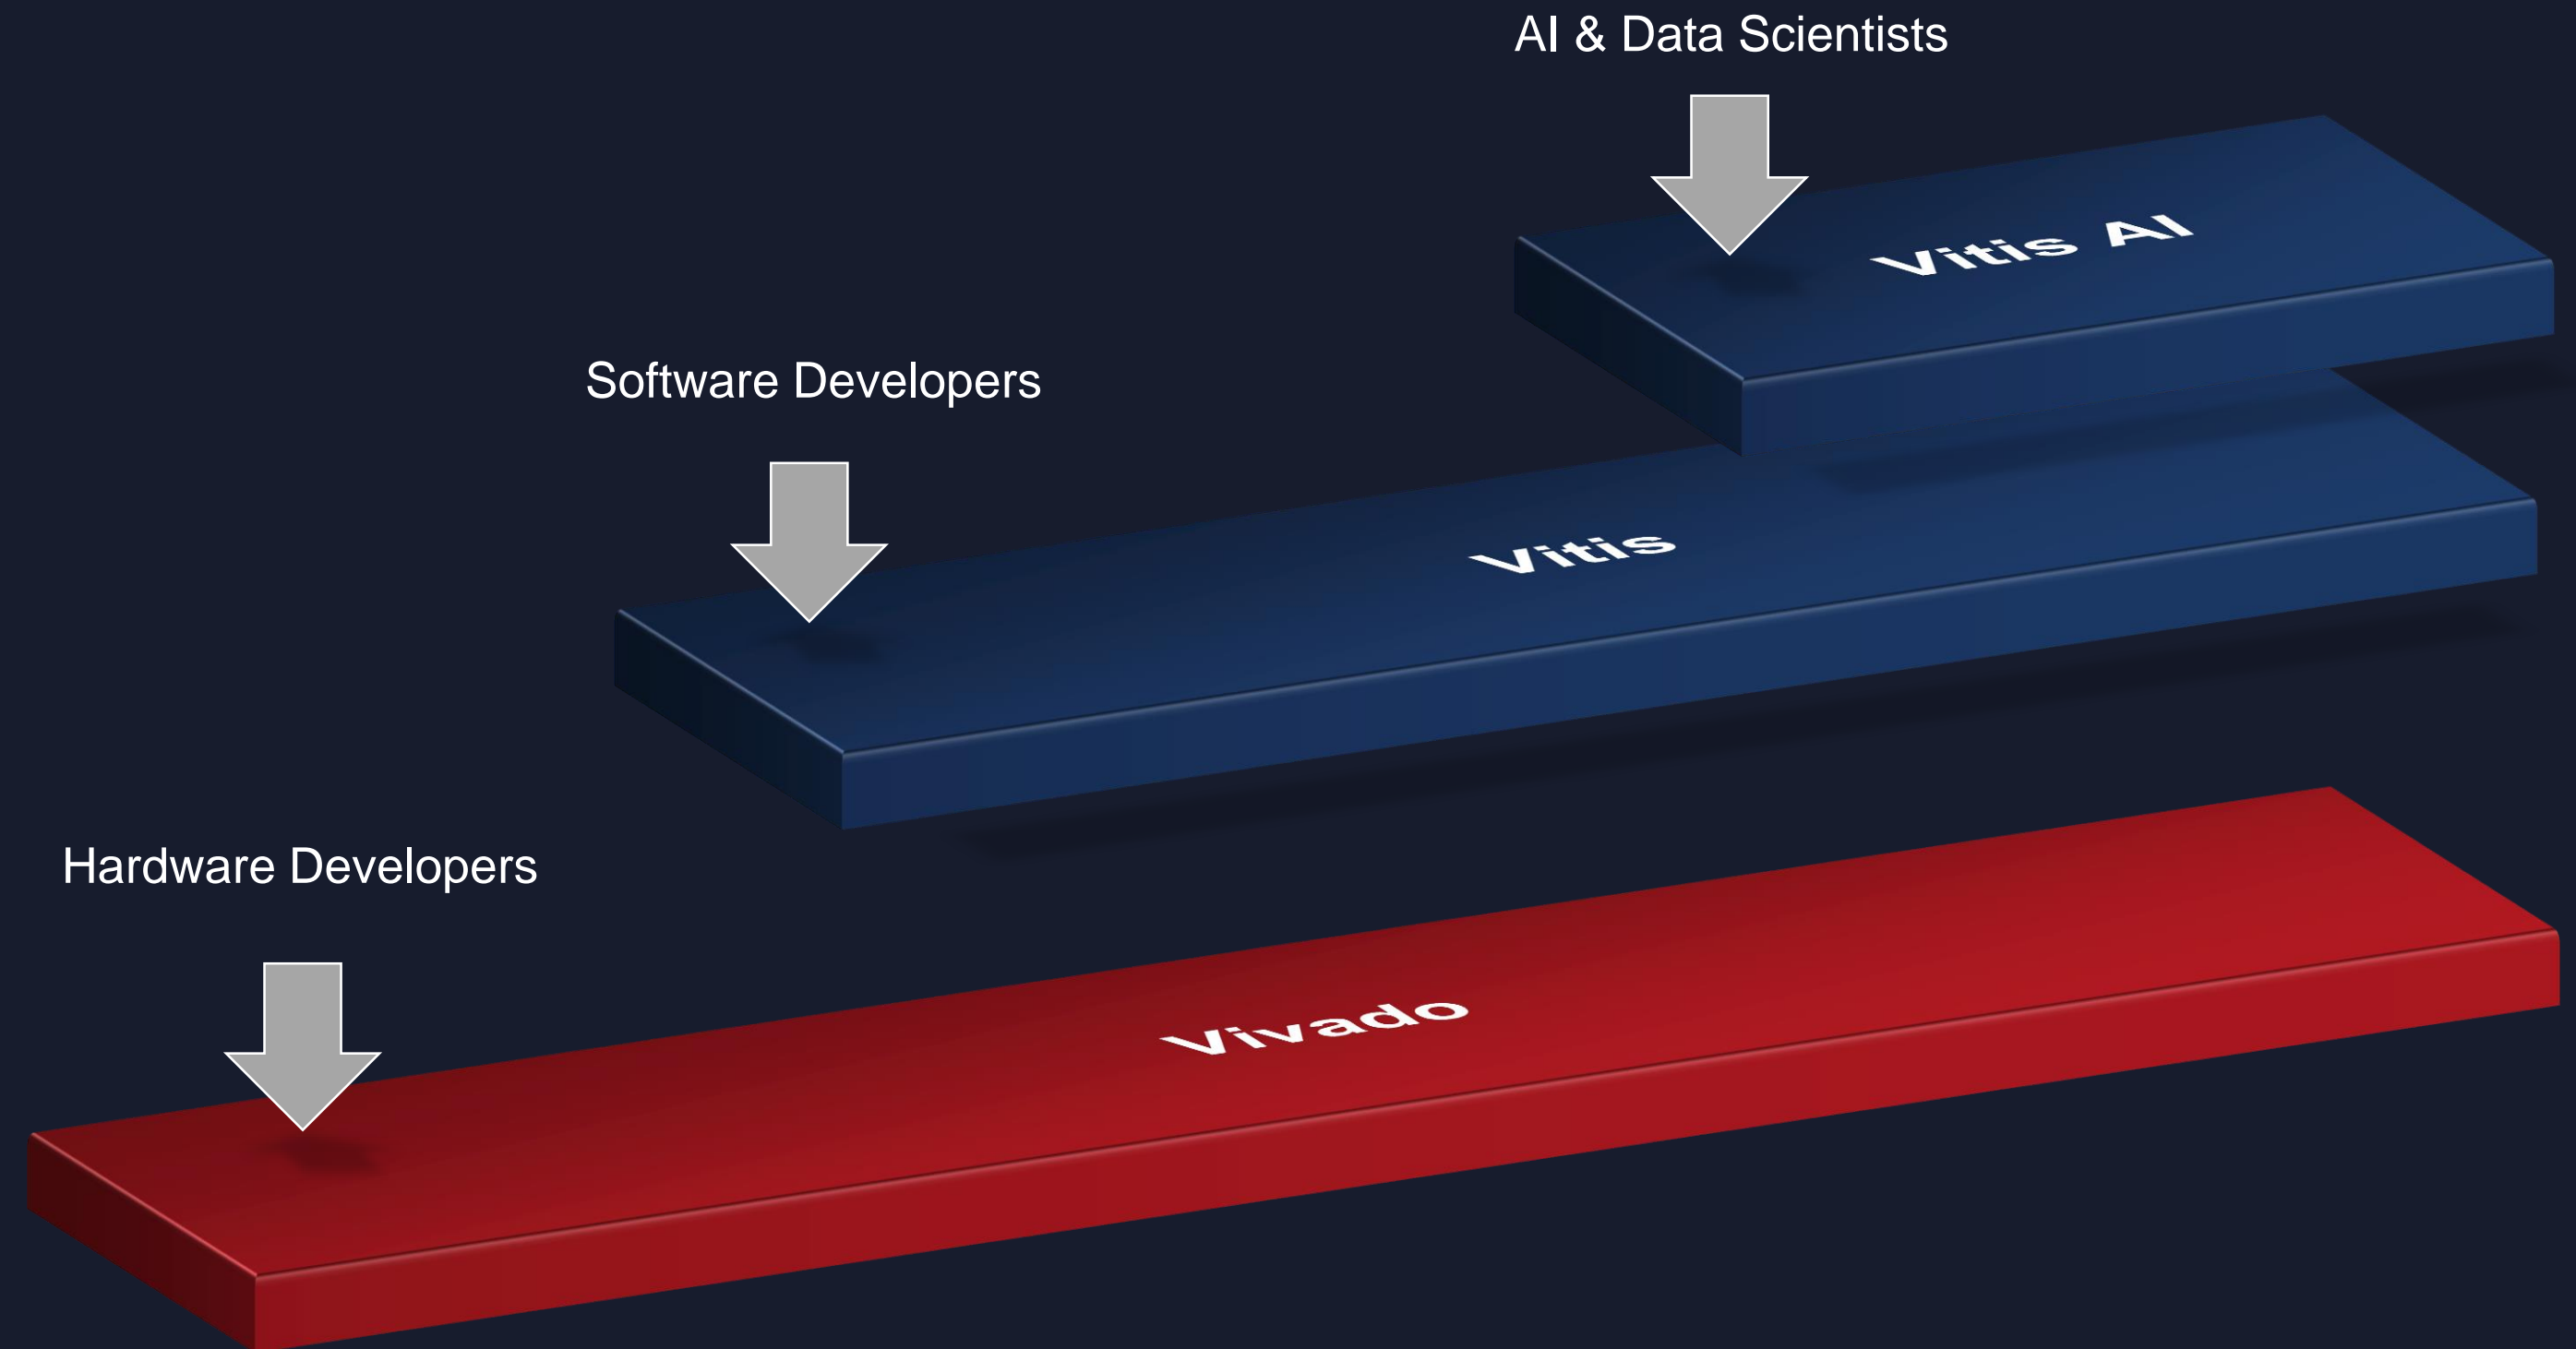 AI & Data Scientists
Vitis AI
Software Developers
Vitis
Hardware Developers
Vivado